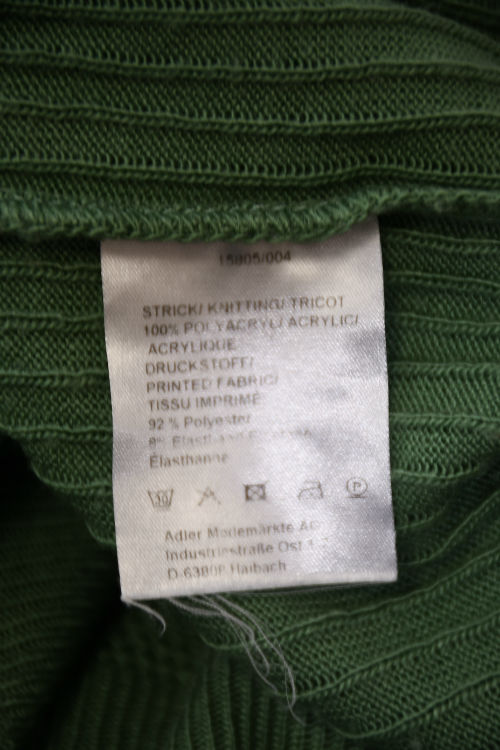 15805/004
STRICK/ KNITTING/ TRICOT
100% POLYACRYL/ ACRYLIC/
ACRYLIQUE
DRUCKSTOFF/
PRINTED FABRIC/
TISSU IMPRIMÉ
92 % Polyester
Élasthanne
Adler Modemärkte AG
Industriestraße Ost
Haibach